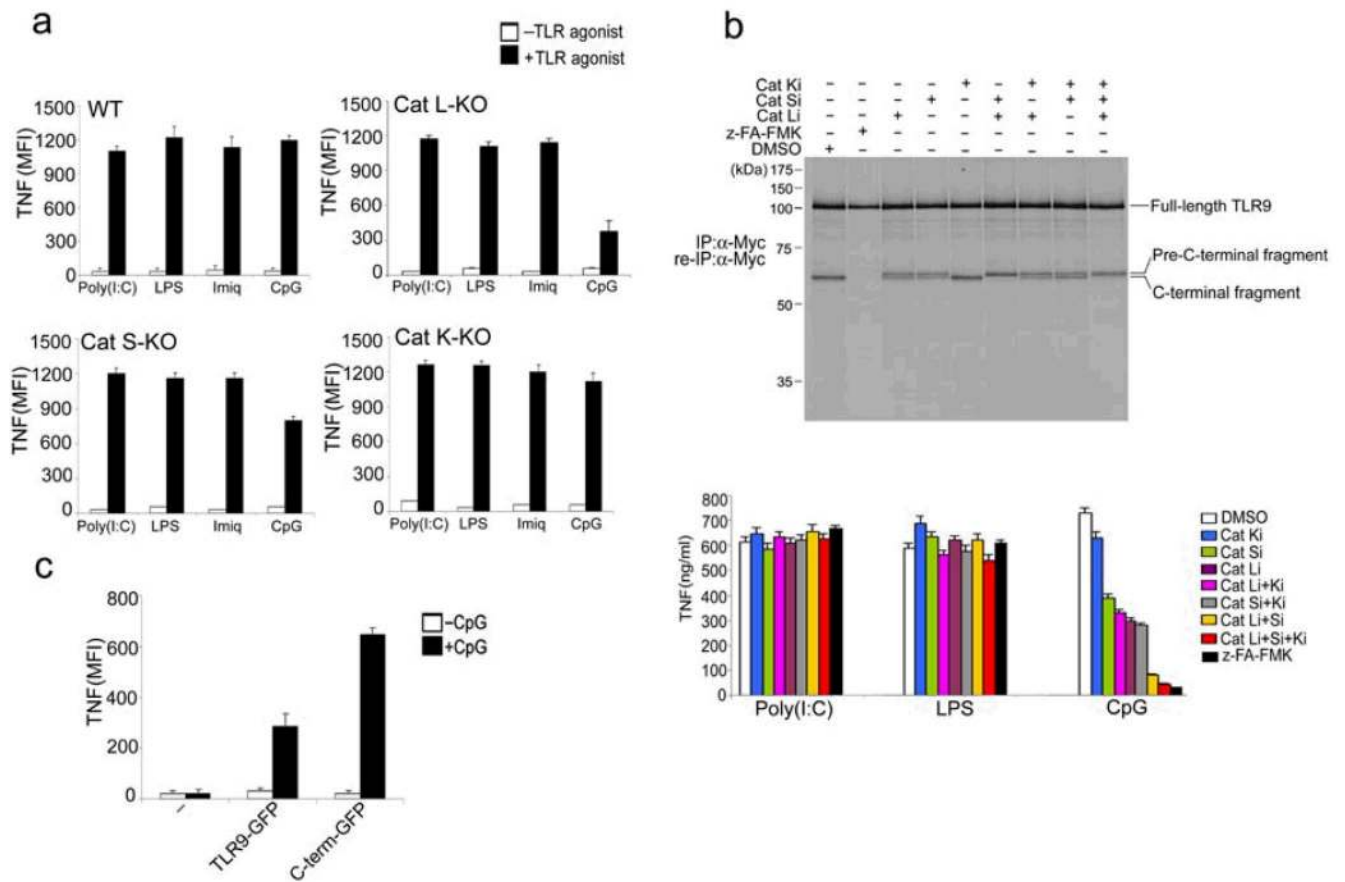 a
–TLR agonist
+TLR agonist
WT
TNF(MFI)
1500
1200
900
600
300
0
Poly(I:C) LPS Imiq CpG
Cat L-KO
TNF(MFI)
1500
1200
900
600
300
0
Poly(I:C) LPS Imiq CpG
Cat S-KO
TNF(MFI)
1500
1200
900
600
300
0
Poly(I:C) LPS Imiq CpG
Cat K-KO
TNF(MFI)
1500
1200
900
600
300
0
Poly(I:C) LPS Imiq CpG
b
Cat Ki – – – – + – + + +
Cat Si – – – + – + – + +
Cat Li – – + – – + + – +
z-FA-FMK – + – – – – – – –
DMSO + – – – – – – – –
(kDa) 175–
150–
100–
75–
50–
35–
IP:α-Myc
re-IP:α-Myc
Full-length TLR9
Pre-C-terminal fragment
C-terminal fragment
TNF(ng/ml)
800
700
600
500
400
300
200
100
0
Poly(I:C) LPS CpG
DMSO
Cat Ki
Cat Si
Cat Li
Cat Li+Ki
Cat Si+Ki
Cat Li+Si
Cat Li+Si+Ki
z-FA-FMK
c
TNF(MFI)
800
600
400
200
0
– TLR9-GFP C-term-GFP
–CpG
+CpG